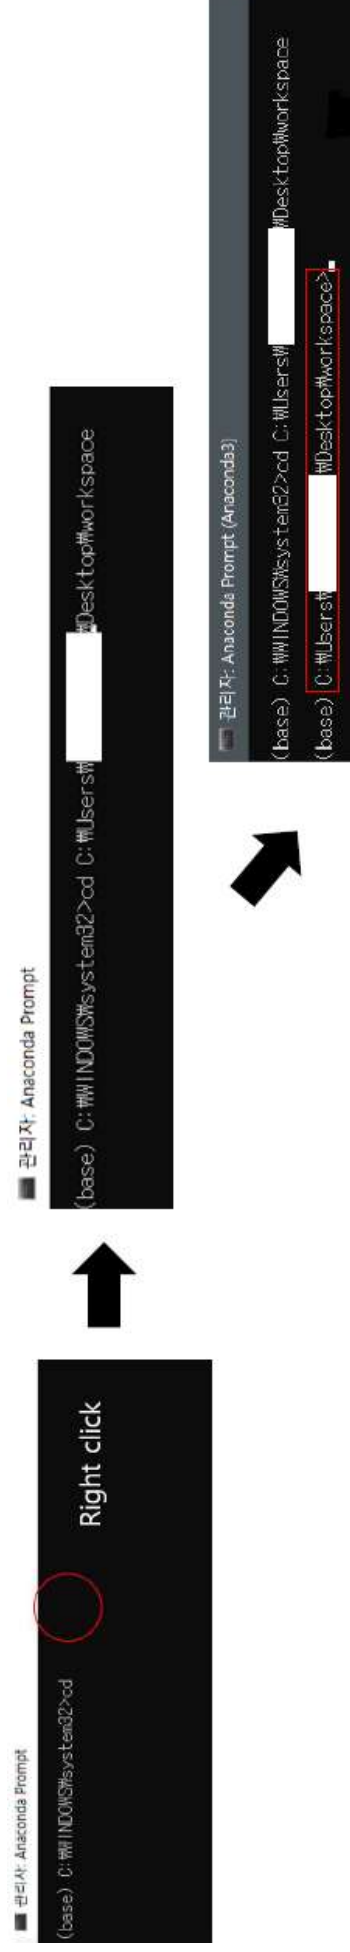 관리자: Anaconda Prompt
(base) C:₩WINDOWS₩system32>cd
Right click
관리자: Anaconda Prompt
(base) C:₩WINDOWS₩system32>cd C:₩Users₩ ₩Desktop₩workspace
관리자: Anaconda Prompt (Anaconda3)
(base) C:₩WINDOWS₩system32>cd C:₩Users₩ ₩Desktop₩workspace
(base) C:₩Users₩ ₩Desktop₩workspace>